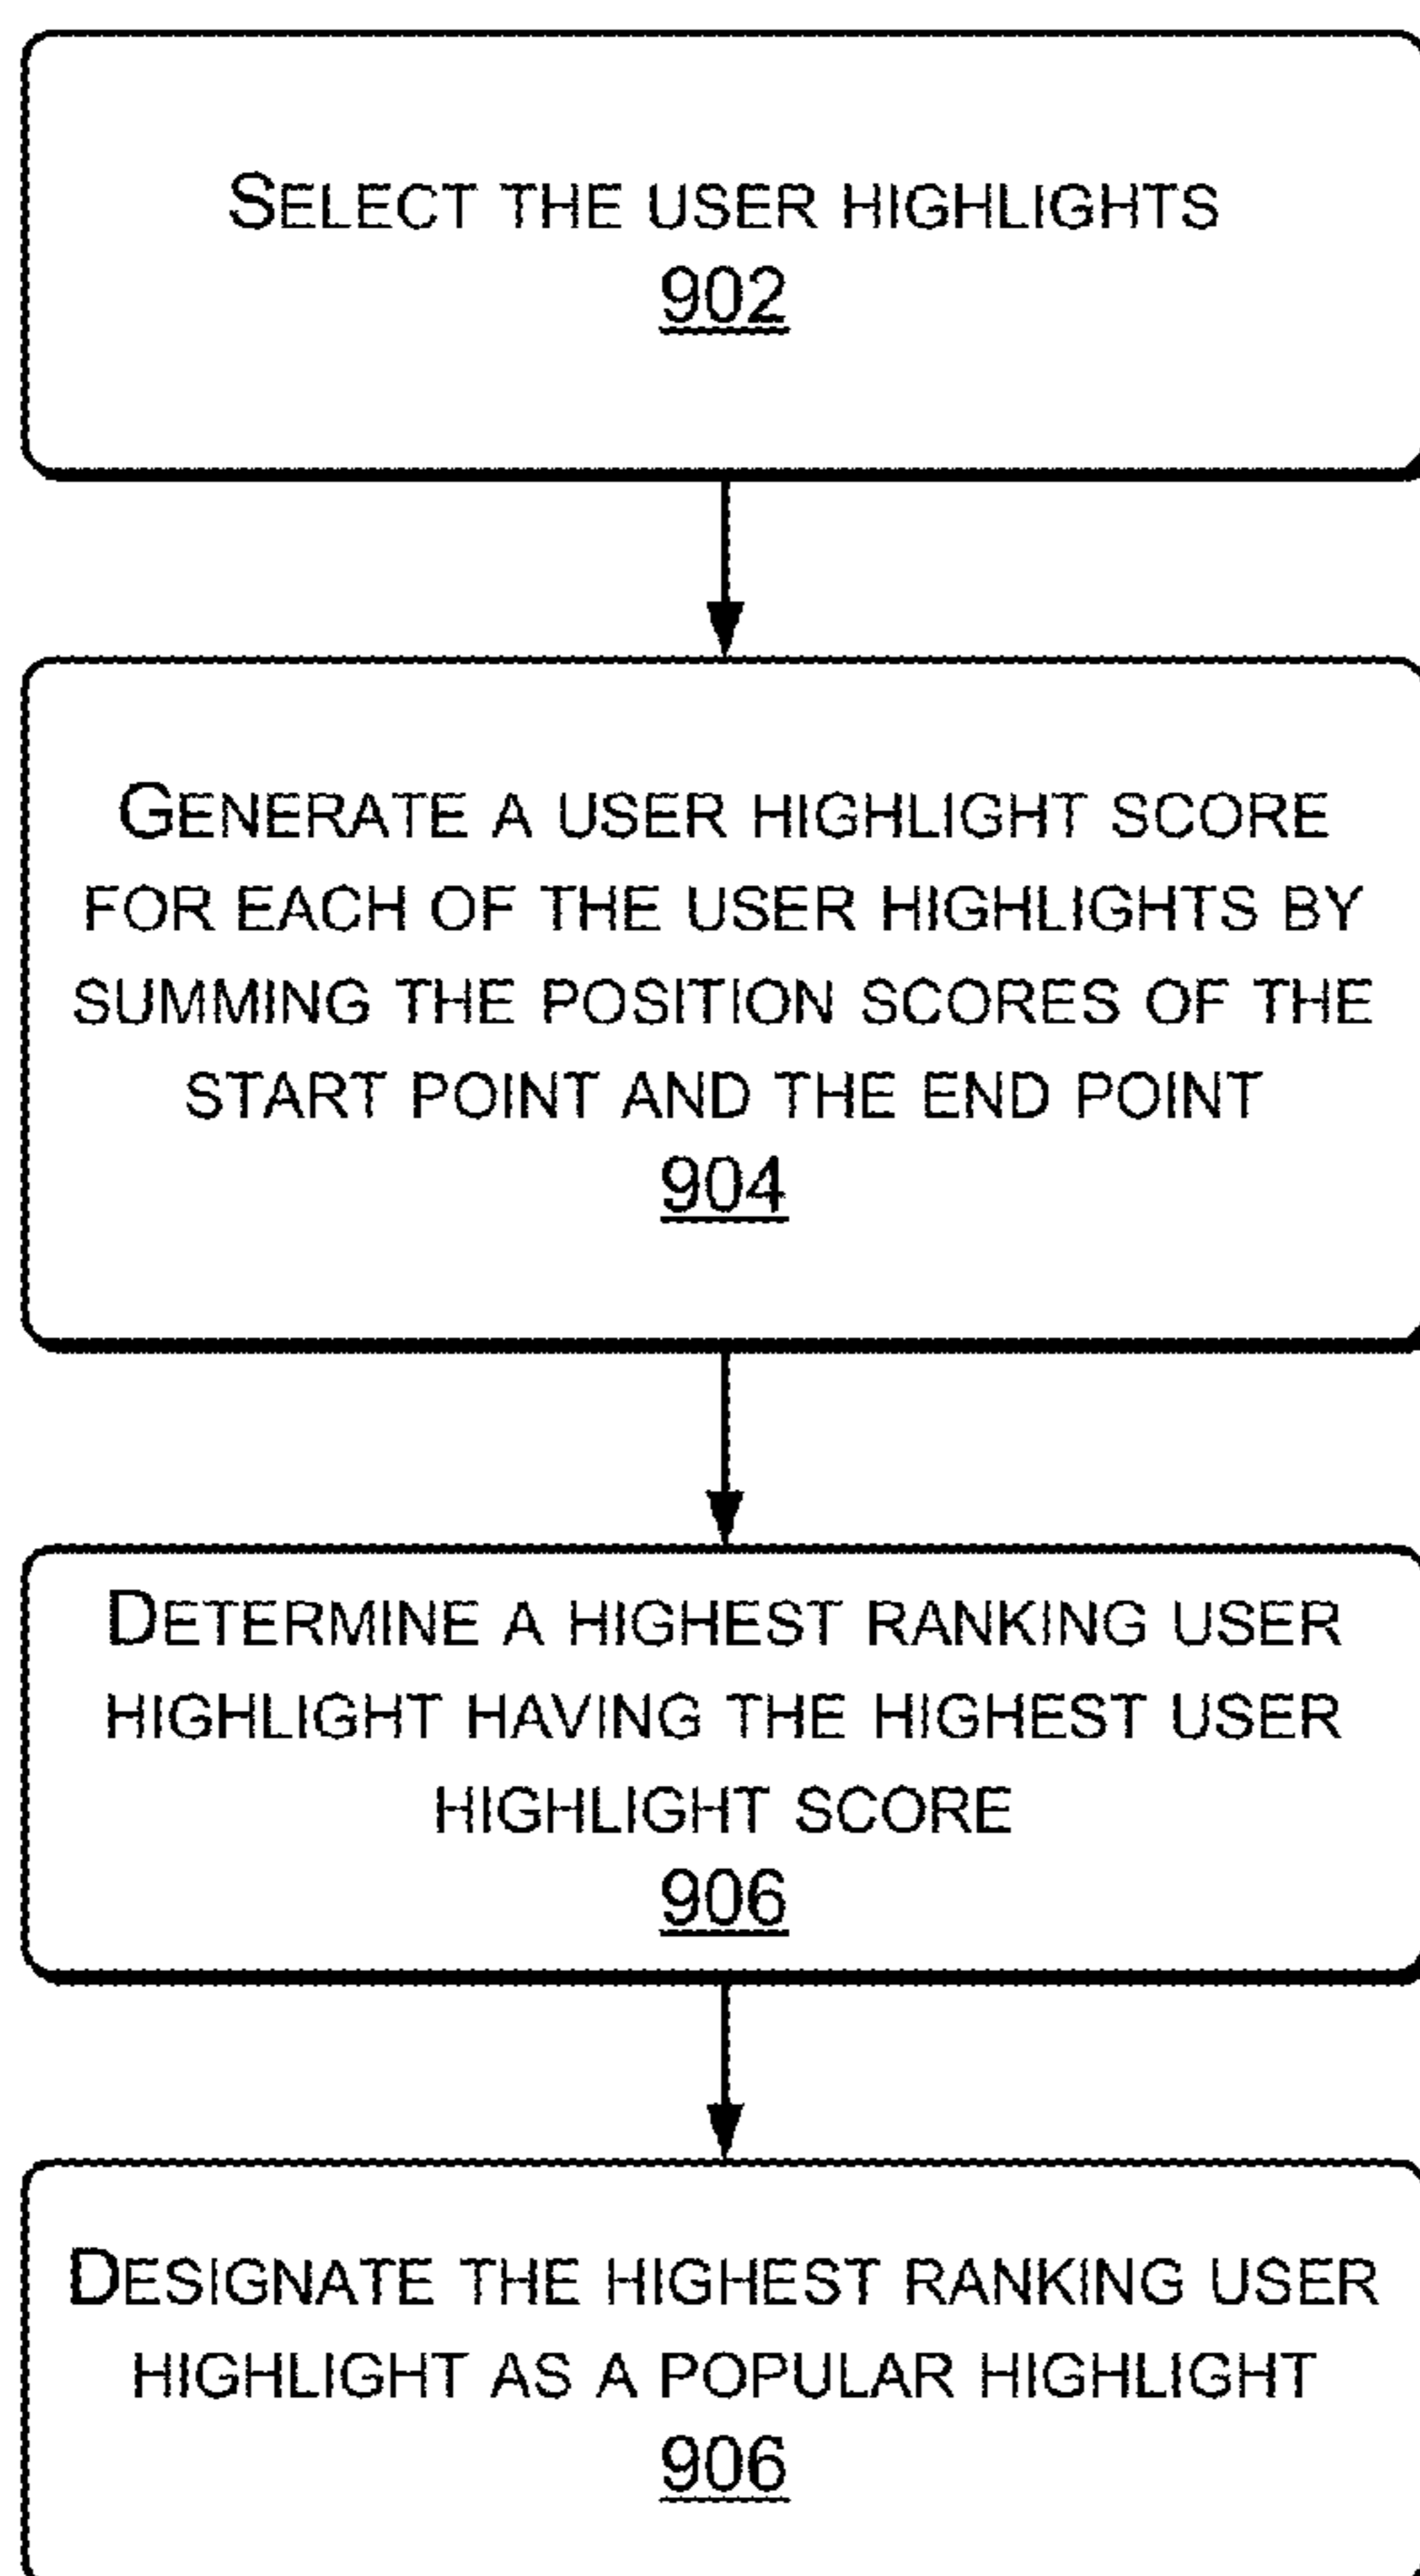 SELECT THE USER HIGHLIGHTS
902
GENERATE A USER HIGHLIGHT SCORE
FOR EACH OF THE USER HIGHLIGHTS BY
SUMMING THE POSITION SCORES OF THE
START POINT AND THE END POINT
904
DETERMINE A HIGHEST RANKING USER
HIGHLIGHT HAVING THE HIGHEST USER
HIGHLIGHT SCORE
906
DESIGNATE THE HIGHEST RANKING USER
HIGHLIGHT AS A POPULAR HIGHLIGHT
906